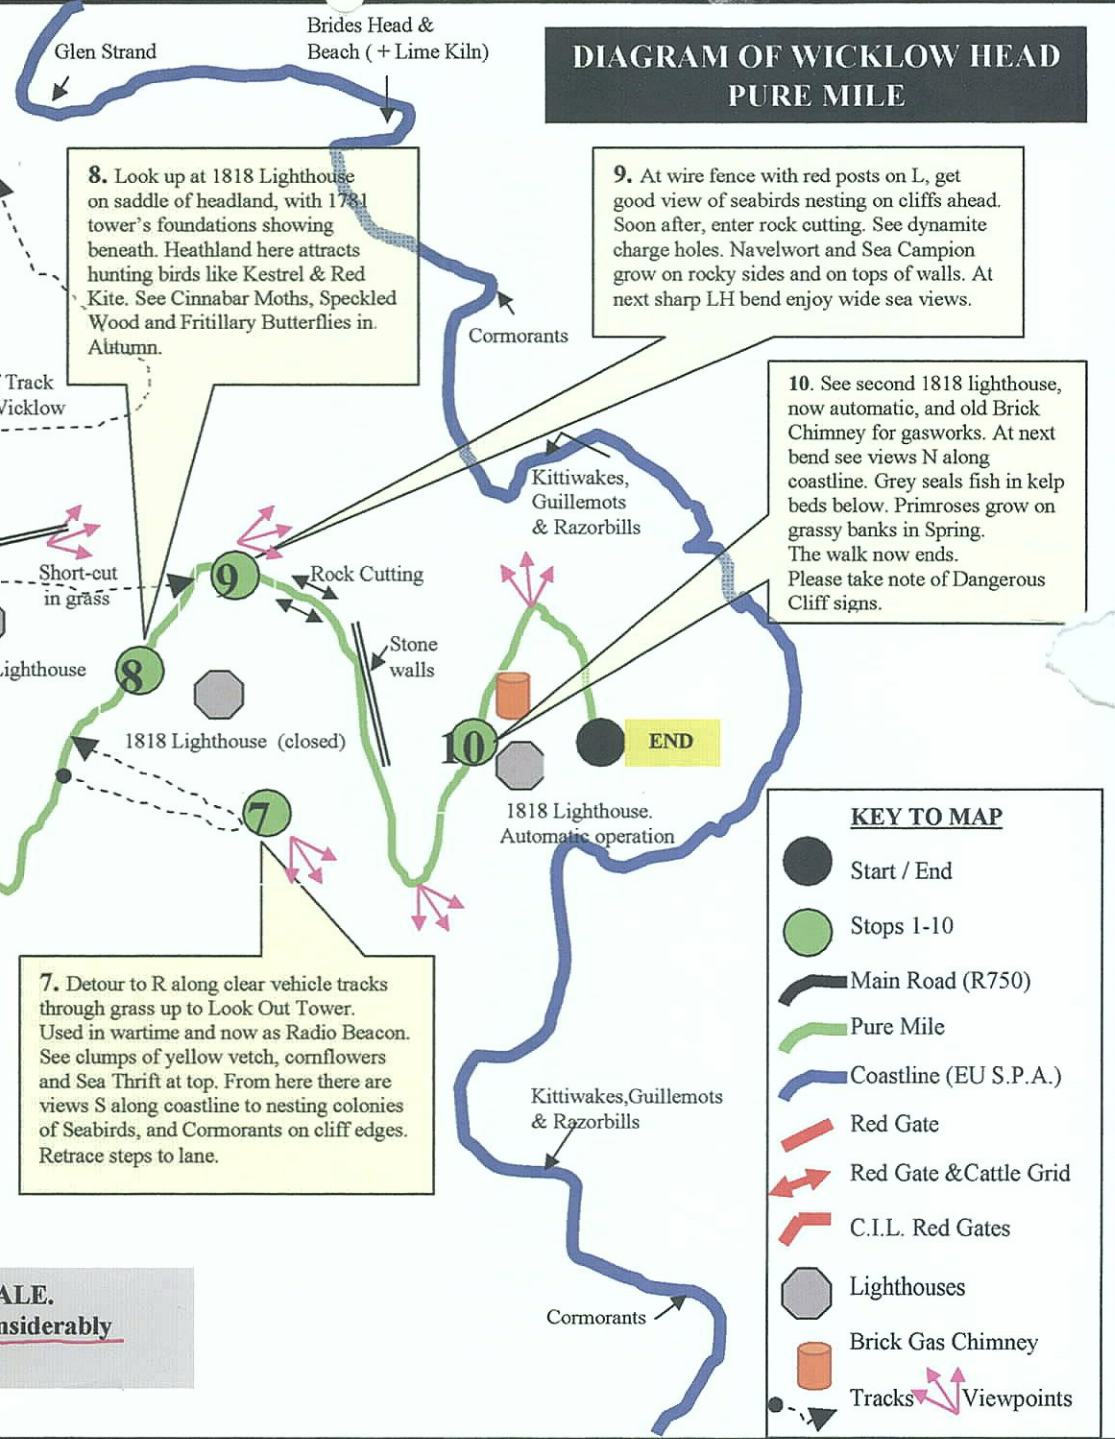 Glen Strand
Brides Head &
Beach ( + Lime Kiln)
DIAGRAM OF WICKLOW HEAD
PURE MILE
8. Look up at 1818 Lighthouse
on saddle of headland, with 1781
tower's foundations showing
beneath. Heathland here attracts
hunting birds like Kestrel & Red
Kite. See Cinnabar Moths, Speckled
Wood and Fritillary Butterflies in.
Autumn.
9. At wire fence with red posts on L, get
good view of seabirds nesting on cliffs ahead.
Soon after, enter rock cutting. See dynamite
charge holes. Navelwort and Sea Campion
grow on rocky sides and on tops of walls. At
next sharp LH bend enjoy wide sea views.
Cormorants
10. See second 1818 lighthouse,
now automatic, and old Brick
Chimney for gasworks. At next
bend see views N along
coastline. Grey seals fish in kelp
beds below. Primroses grow on
grassy banks in Spring.
The walk now ends.
Please take note of Dangerous
Cliff signs.
Track
Vicklow
Kittiwakes,
Guillemots
& Razorbills
Short-cut
in grass
9
Rock Cutting
Stone
walls
ighthouse
8
1818 Lighthouse (closed)
10
END
7
1818 Lighthouse.
Automatic operation
7. Detour to R along clear vehicle tracks
through grass up to Look Out Tower.
Used in wartime and now as Radio Beacon.
See clumps of yellow vetch, cornflowers
and Sea Thrift at top. From here there are
views S along coastline to nesting colonies
of Seabirds, and Cormorants on cliff edges.
Retrace steps to lane.
Kittiwakes,Guillemots
& Razorbills
Cormorants
ALE.
nsiderably
KEY TO MAP
Start / End
Stops 1-10
Main Road (R750)
Pure Mile
Coastline (EU S.P.A.)
Red Gate
Red Gate &Cattle Grid
C.I.L. Red Gates
Lighthouses
Brick Gas Chimney
Tracks
Viewpoints